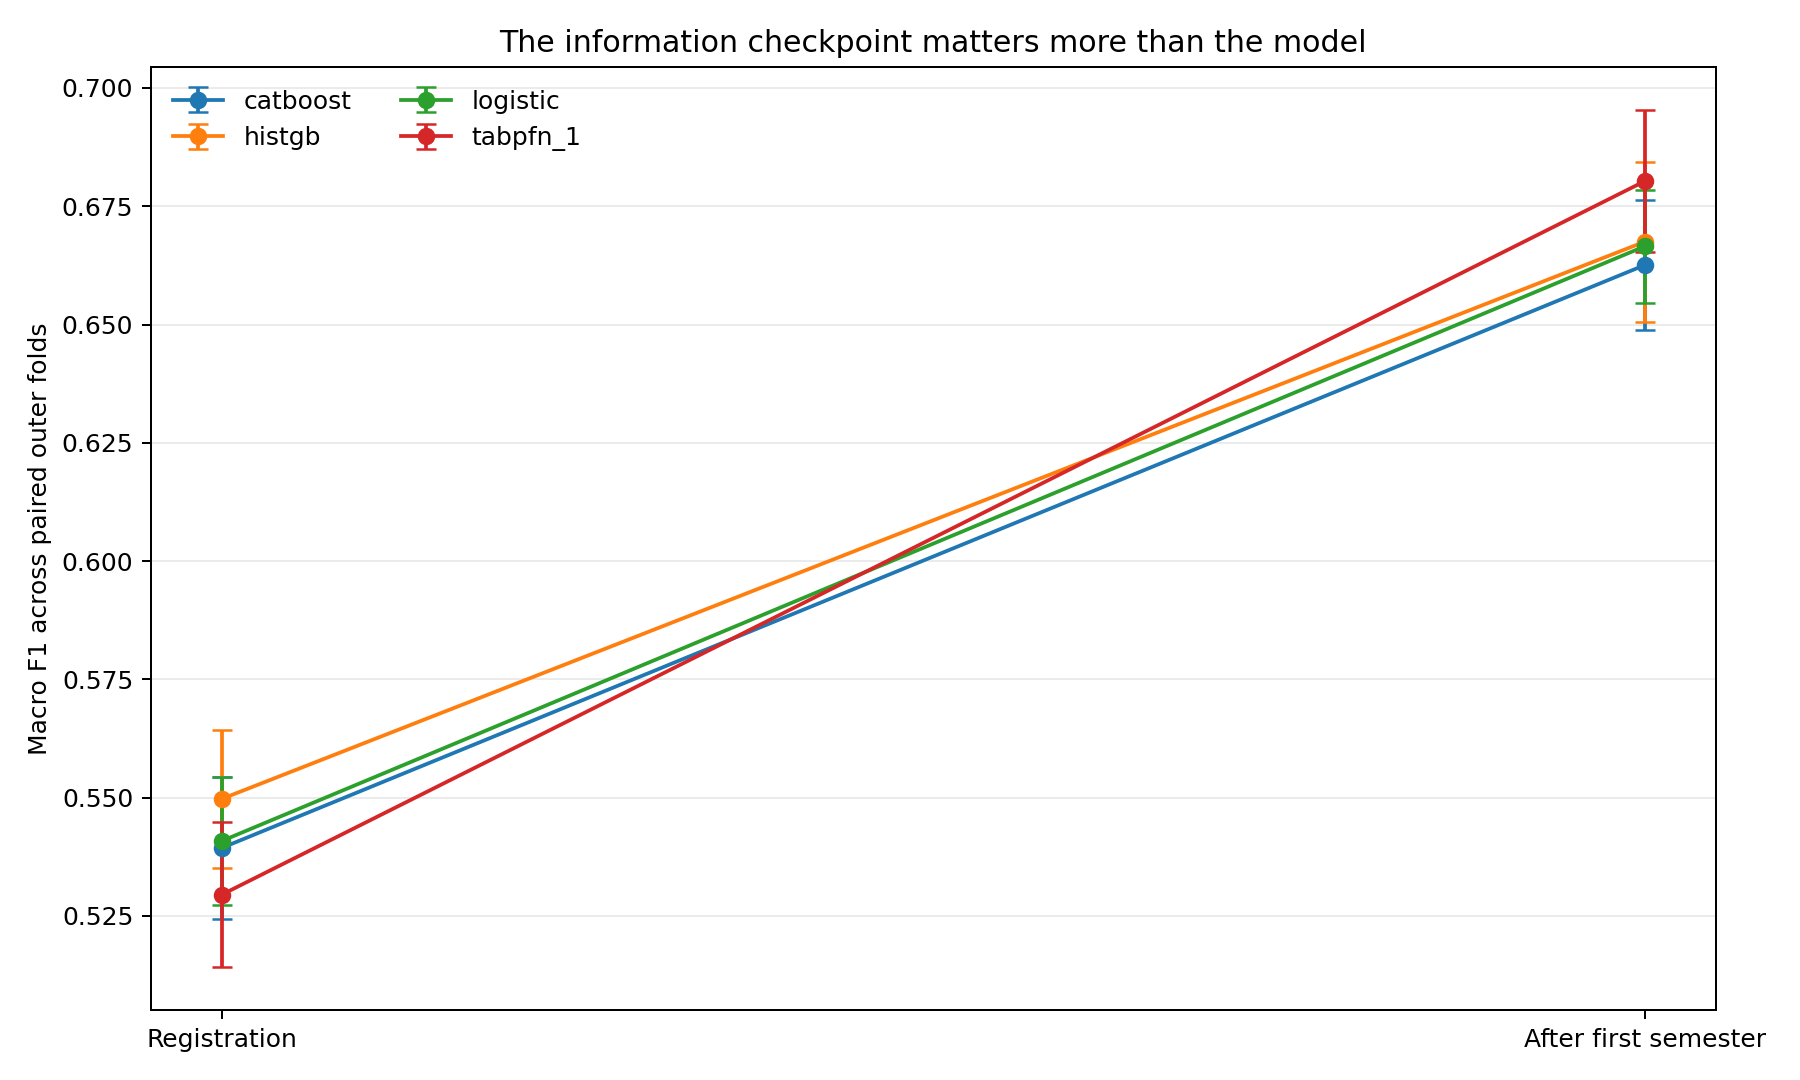 The information checkpoint matters more than the model
catboost
histgb
logistic
tabpfn_1
Macro F1 across paired outer folds
0.700
0.675
0.650
0.625
0.600
0.575
0.550
0.525
Registration
After first semester